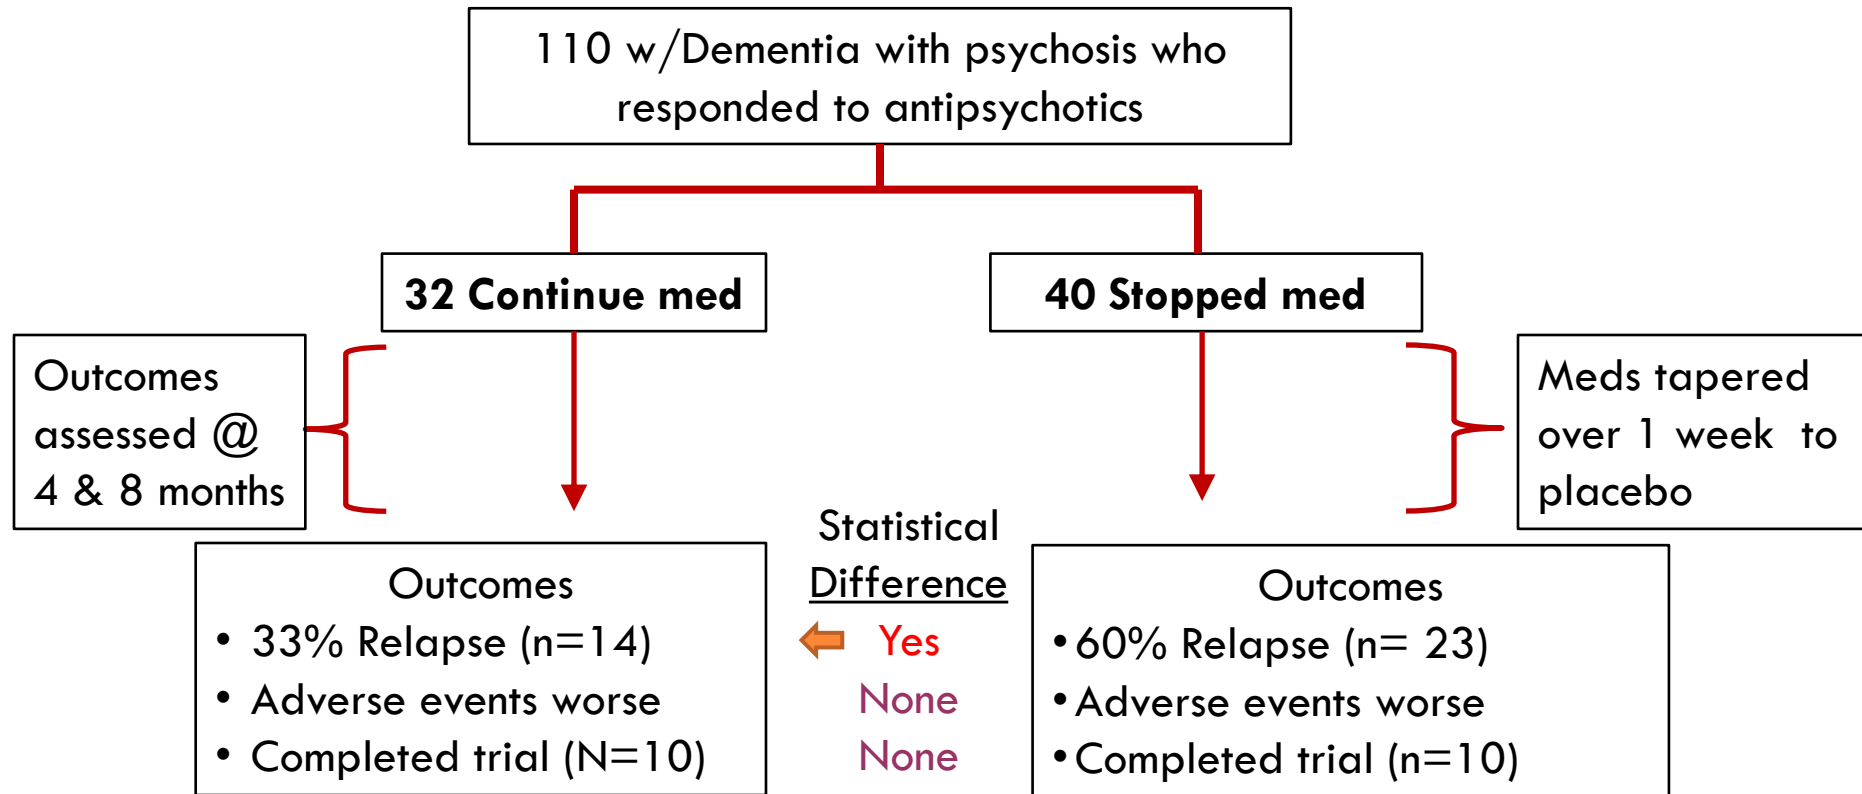 110 w/Dementia with psychosis who
responded to antipsychotics
32 Continue med
40 Stopped med
Outcomes
assessed @
4 & 8 months
Meds tapered
over 1 week to
placebo
Statistical
Difference
Yes
None
None
Outcomes
• 33% Relapse (n=14)
• Adverse events worse
• Completed trial (N=10)
Outcomes
•60% Relapse (n= 23)
•Adverse events worse
•Completed trial (n=10)